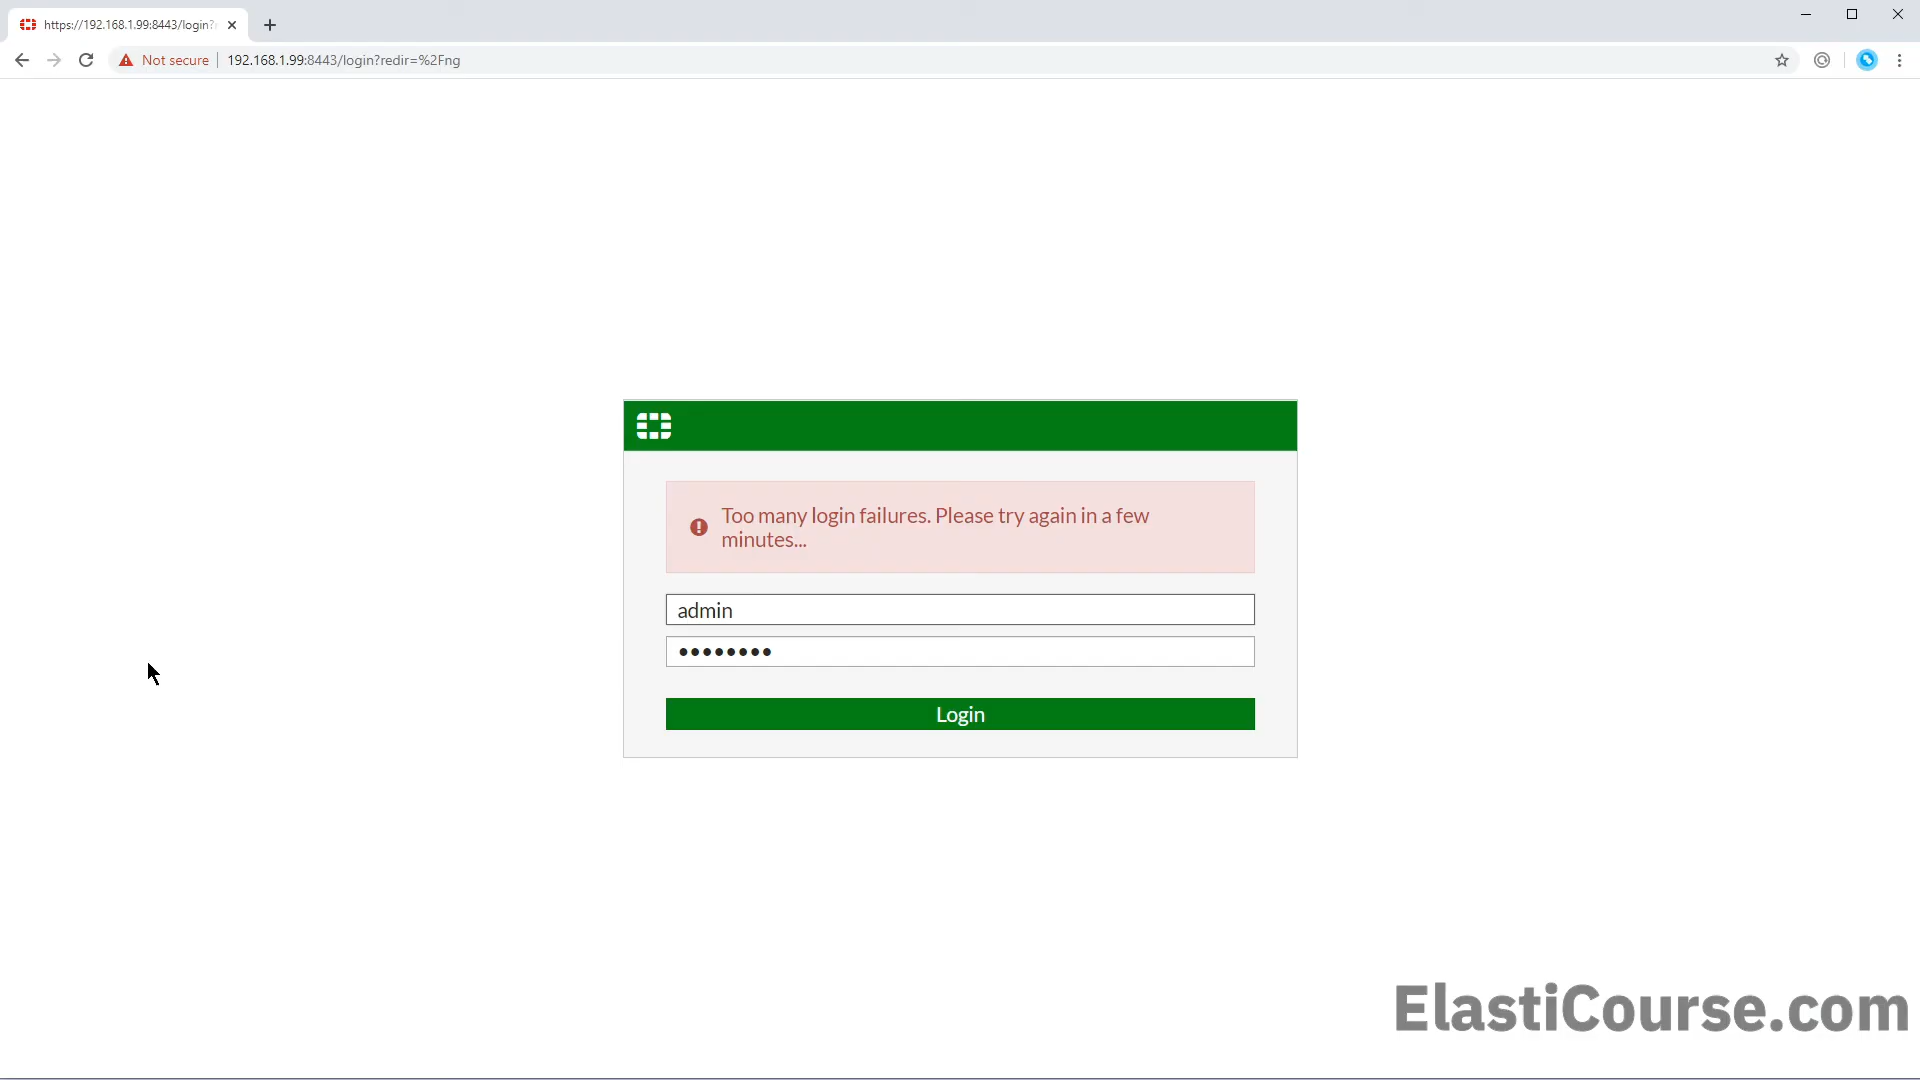 https://192.168.1.99:8443/login?
Not secure
192.168.1.99:8443/login?redir=%2Fng
Too many login failures. Please try again in a few
minutes...
admin
••••••••
Login
ElastiCourse.com